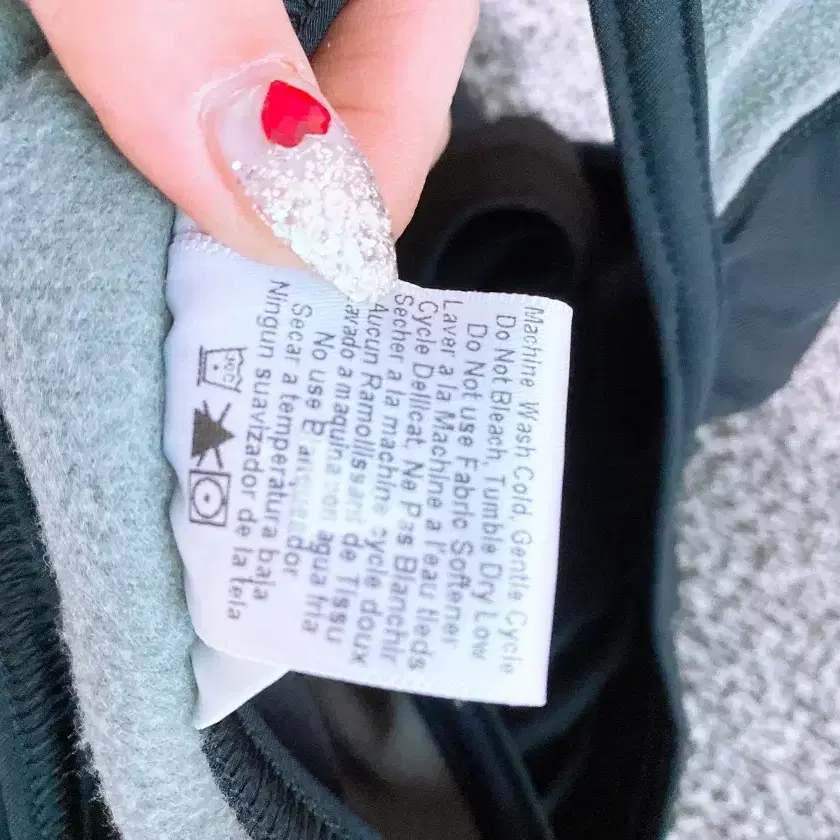 Machine Wash Cold, Gentle Cycle
Do Not Bleach, Tumble Dry Low
Do Not use Fabric Softener
Laver a la Machine a l'eau tieds
Cycle Dellicat, Ne Pas Blanchir
Secher a la machine cycle doux
Aucun Ramollissant de Tissu
avado a maquina con agua fria
No use B
Secar a temperatura baja
Ningun suavizador de la tela
30C